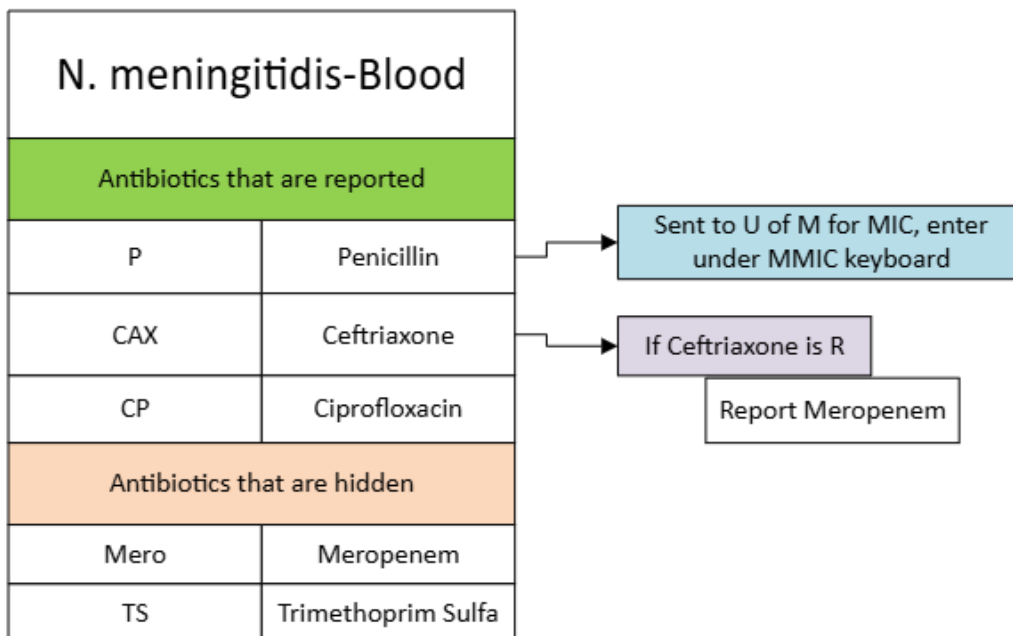 N. meningitidis-Blood
Antibiotics that are reported
P Penicillin
Sent to U of M for MIC, enter
under MMIC keyboard
CAX Ceftriaxone
If Ceftriaxone is R
CP Ciprofloxacin
Report Meropenem
Antibiotics that are hidden
Mero Meropenem
TS Trimethoprim Sulfa